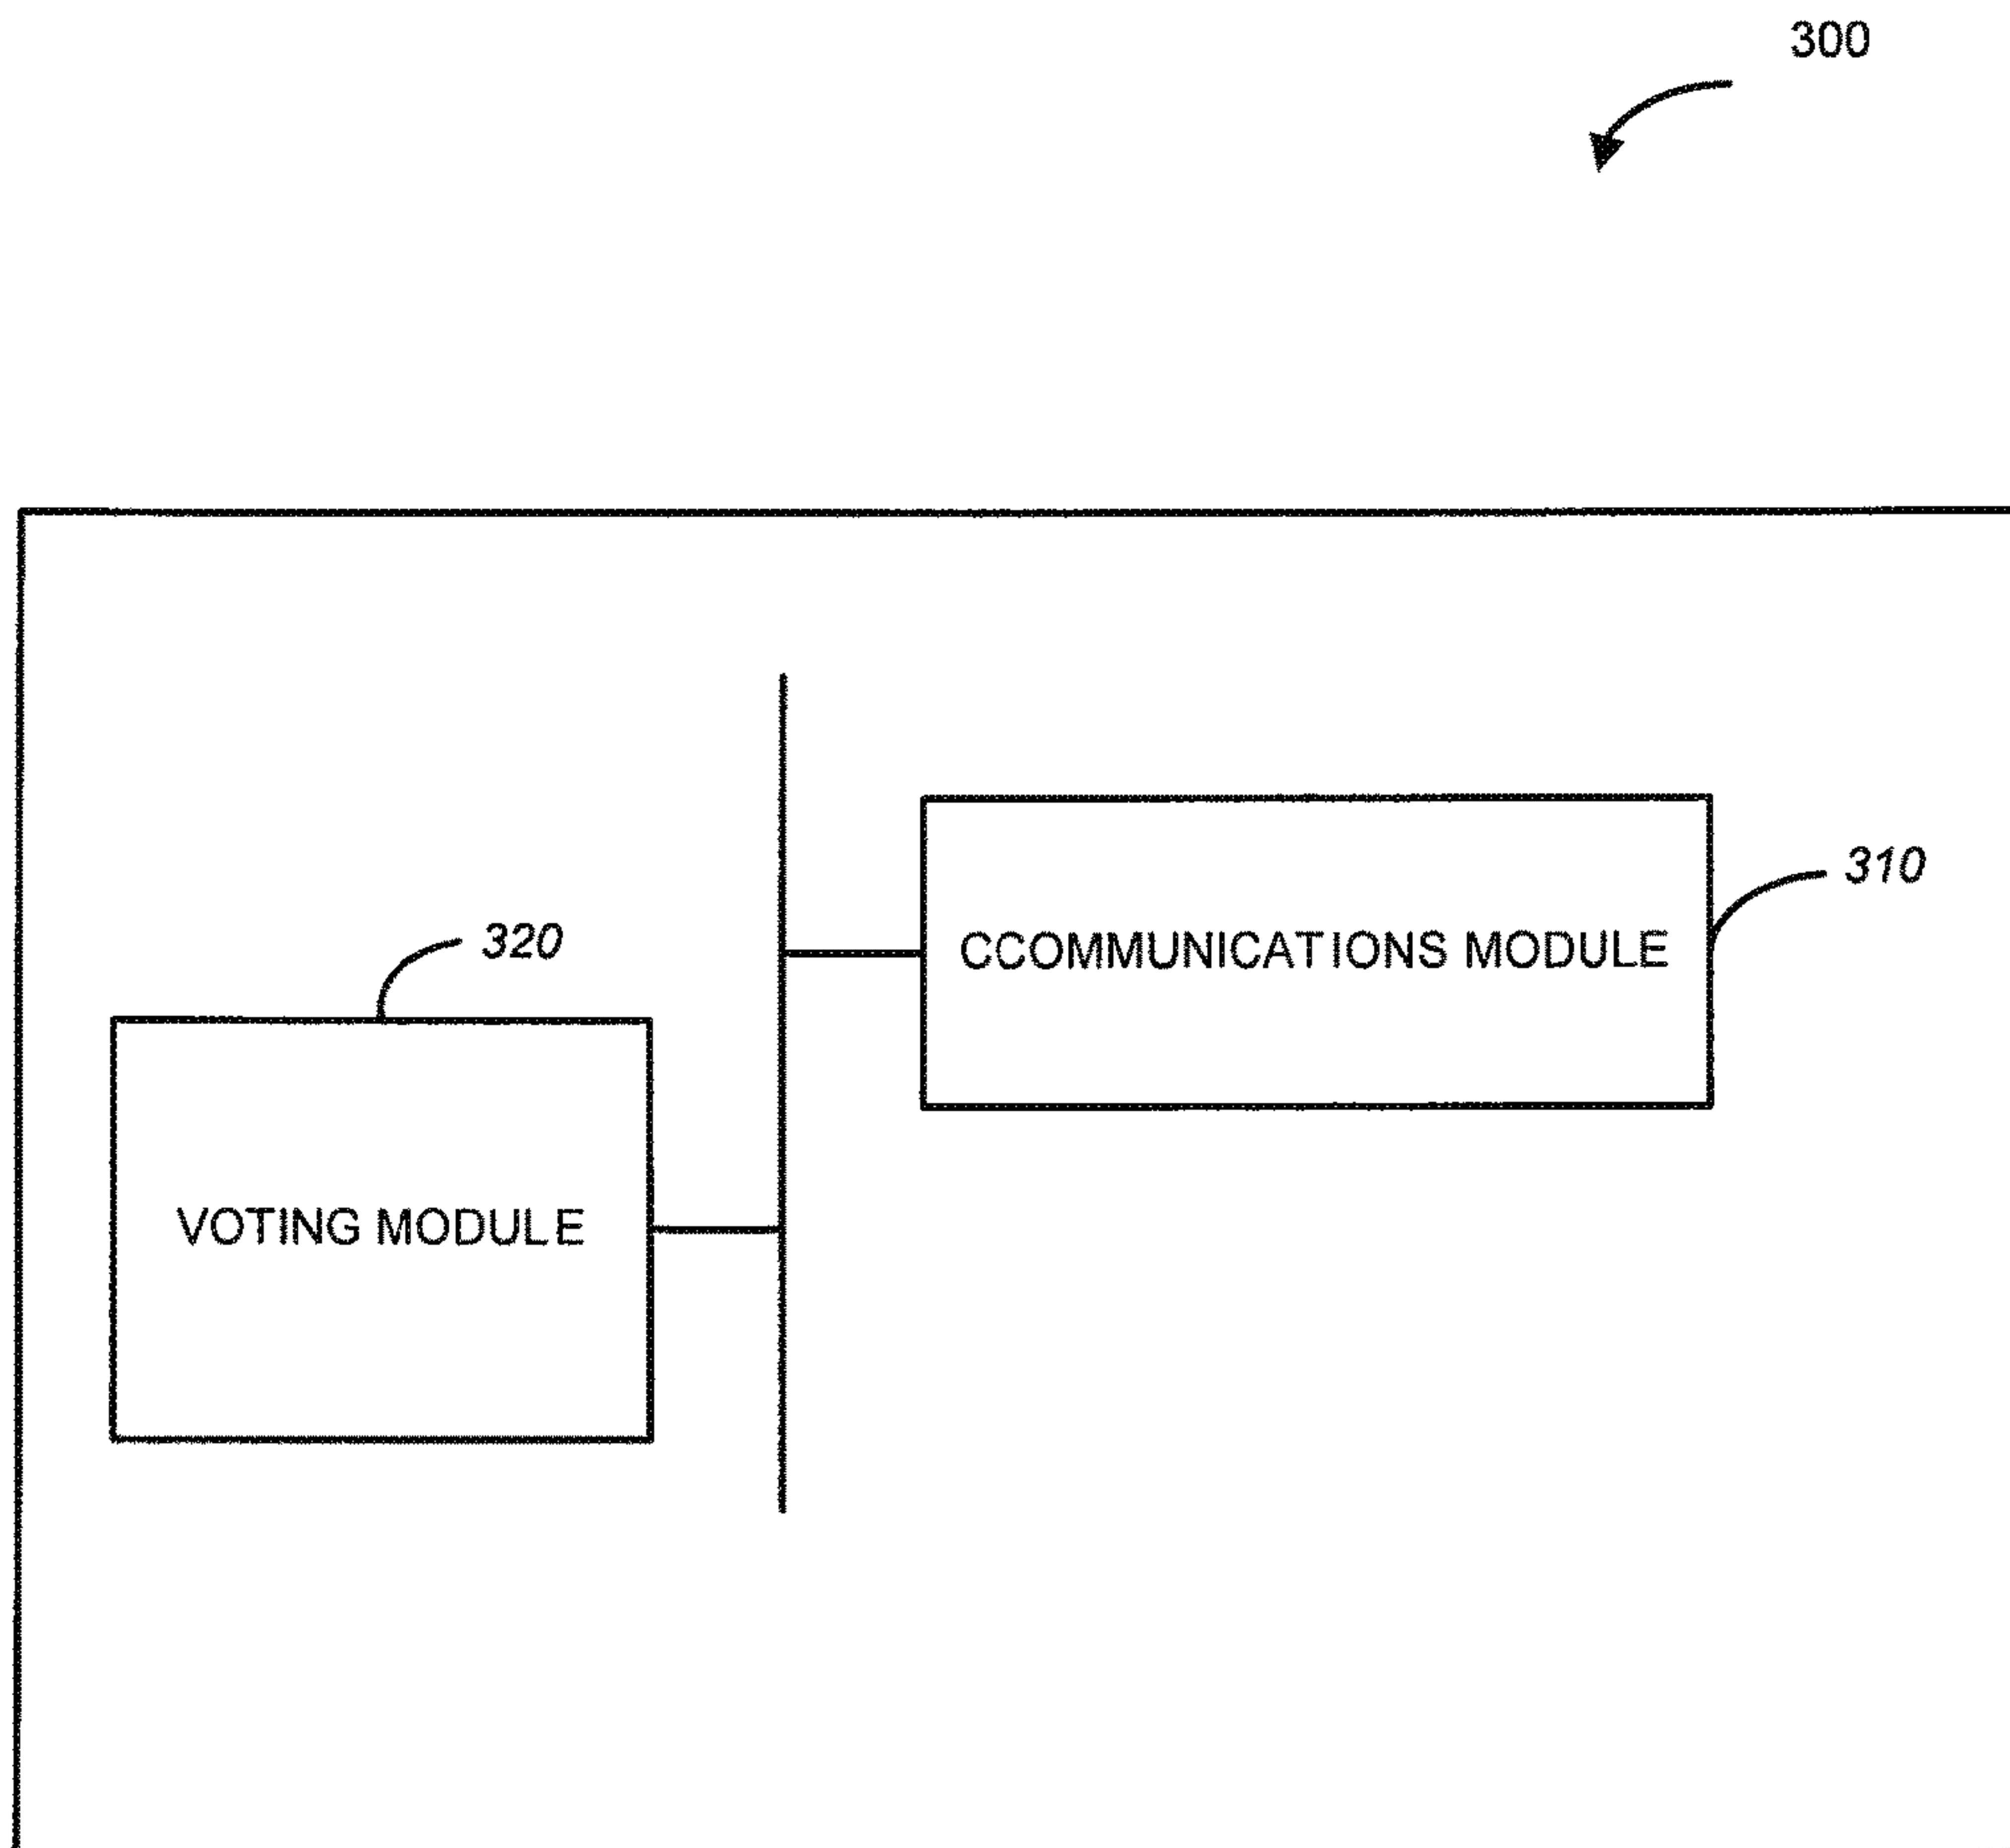 300
310
CCOMMUNICATIONS MODULE
320
VOTING MODULE